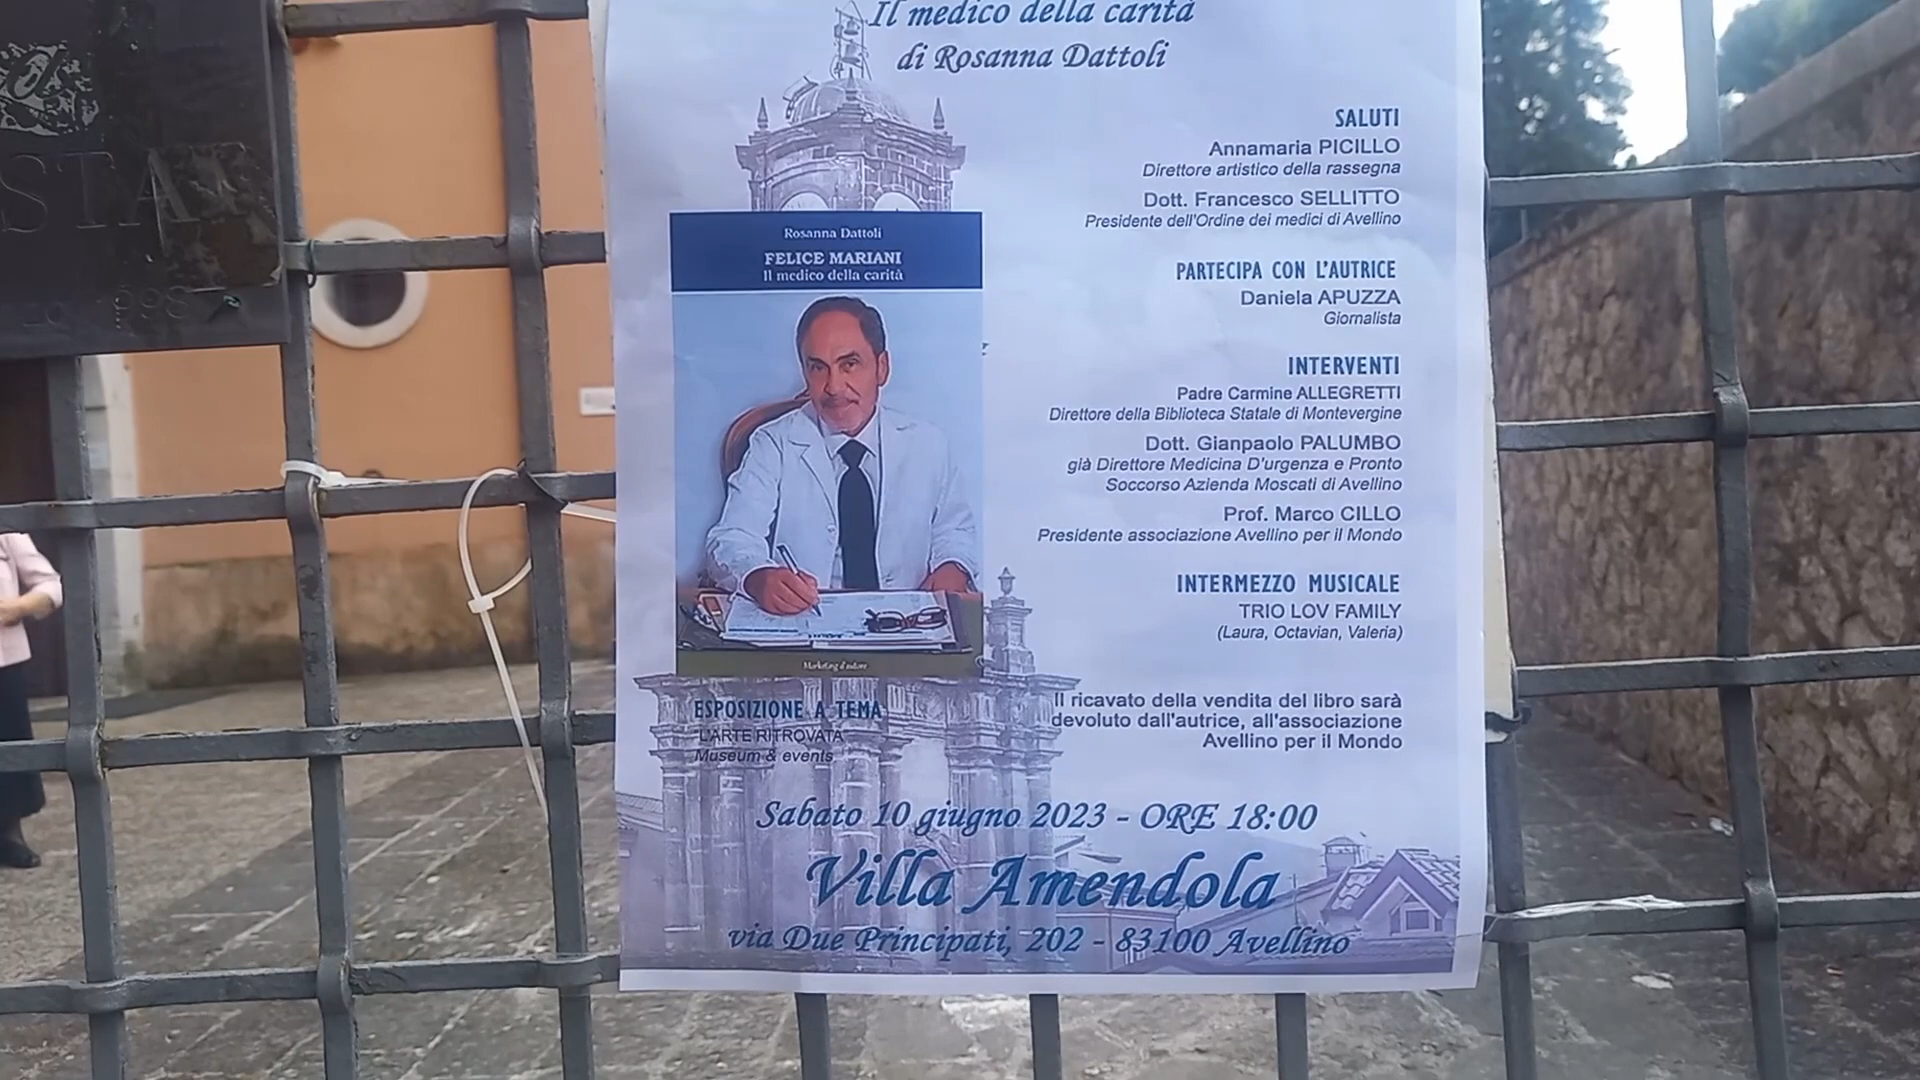 Il medico della carità
di Rosanna Dattoli
SALUTI
Annamaria PICILLO
Direttore artistico della rassegna
Dott. Francesco SELLITTO
Presidente dell'Ordine dei medici di Avellino
PARTECIPA CON L'AUTRICE
Daniela APUZZA
Giornalista
INTERVENTI
Padre Carmine ALLEGRETTI
Direttore della Biblioteca Statale di Montevergine
Dott. Gianpaolo PALUMBO
già Direttore Medicina D'urgenza e Pronto
Soccorso Azienda Moscati di Avellino
Prof. Marco CILLO
Presidente associazione Avellino per il Mondo
INTERMEZZO MUSICALE
TRIO LOV FAMILY
(Laura, Octavian, Valeria)
Il ricavato della vendita del libro sarà
devoluto dall'autrice, all'associazione
Avellino per il Mondo
Rosanna Dattoli
FELICE MARIANI
Il medico della carità
Marketing d'autore
ESPOSIZIONE A TEMA
L'ARTE RITROVATA
Museum & events
Sabato 10 giugno 2023 - ORE 18:00
Villa Amendola
via Due Principati, 202 - 83100 Avellino
STA